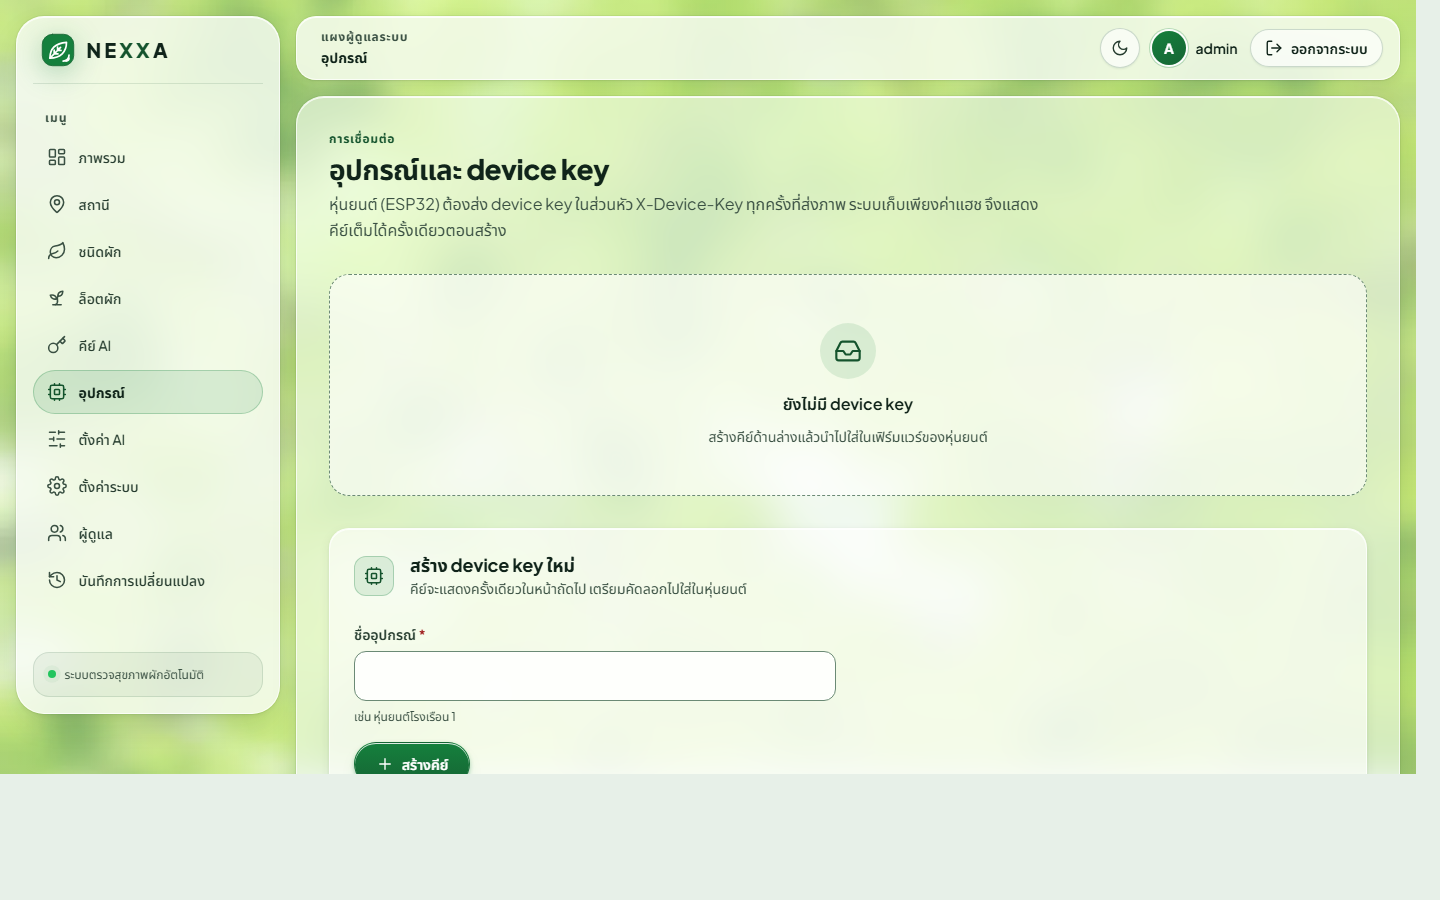 NEXXA
เมนู
ภาพรวม
สถานี
ชนิดผัก
ล็อตผัก
คีย์ AI
อุปกรณ์
ตั้งค่า AI
ตั้งค่าระบบ
ผู้ดูแล
บันทึกการเปลี่ยนแปลง
ระบบตรวจสุขภาพผักอัตโนมัติ
แผงผู้ดูแลระบบ
อุปกรณ์
A admin ออกจากระบบ
การเชื่อมต่อ
อุปกรณ์และ device key
หุ่นยนต์ (ESP32) ต้องส่ง device key ในส่วนหัว X-Device-Key ทุกครั้งที่ส่งภาพ ระบบเก็บเพียงค่าแฮช จึงแสดง
คีย์เต็มได้ครั้งเดียวตอนสร้าง
ยังไม่มี device key
สร้างคีย์ด้านล่างแล้วนำไปใส่ในเฟิร์มแวร์ของหุ่นยนต์
สร้าง device key ใหม่
คีย์จะแสดงครั้งเดียวในหน้าถัดไป เตรียมคัดลอกไปใส่ในหุ่นยนต์
ชื่ออุปกรณ์ *
เช่น หุ่นยนต์โรงเรือน 1
สร้างคีย์